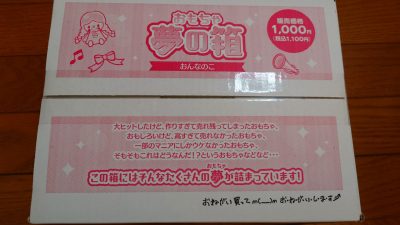 おもちゃ
夢の箱
おんなのこ
販売価格
1,000円
(税込1,100円)
大ヒットしたけど、作りすぎて売れ残ってしまったおもちゃ、
おもしろいけど、高すぎて売れなかったおもちゃ、
一部のマニアにしかウケなかったおもちゃ、
そもそもこれはどうなんだ!?というおもちゃなどなど・・・
おもちゃ
この箱にはそんなたくさんの夢が詰まっています!
おねがい買ってm(__)m おねがいします